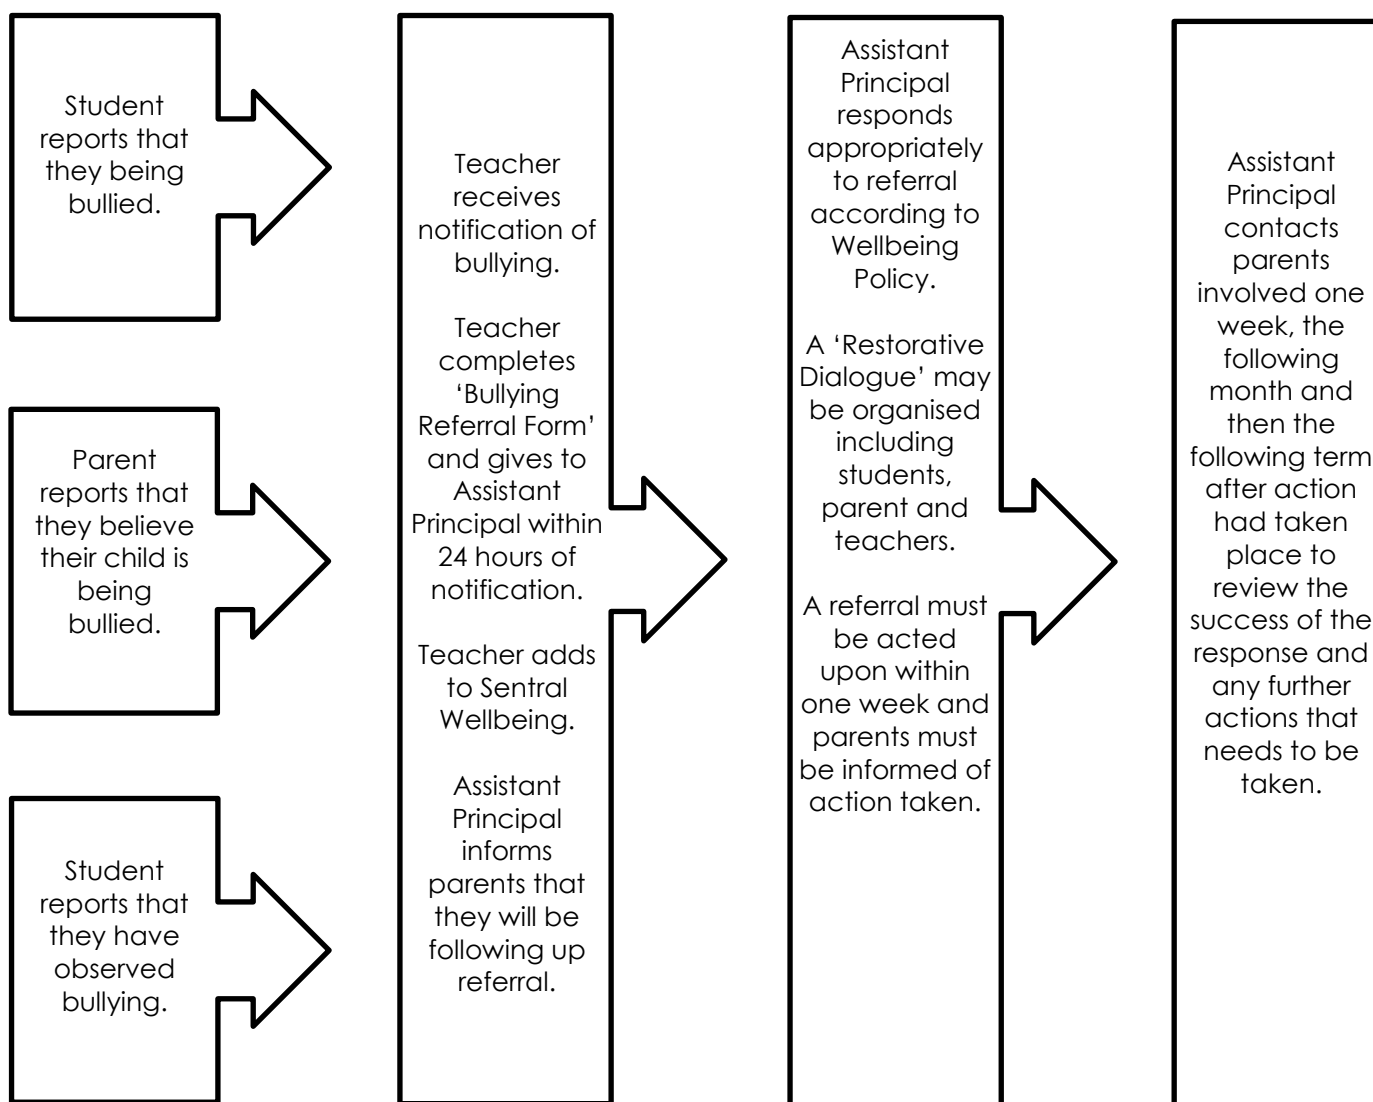 Student
reports that
they being
bullied.
Parent
reports that
they believe
their child is
being
bullied.
Student
reports that
they have
observed
bullying.
Teacher
receives
notification of
bullying.
Teacher
completes
‘Bullying
Referral Form’
and gives to
Assistant
Principal within
24 hours of
notification.
Teacher adds
to Sentral
Wellbeing.
Assistant
Principal
informs
parents that
they will be
following up
referral.
Assistant
Principal
responds
appropriately
to referral
according to
Wellbeing
Policy.
A ‘Restorative
Dialogue’ may
be organised
including
students,
parent and
teachers.
A referral must
be acted
upon within
one week and
parents must
be informed of
action taken.
Assistant
Principal
contacts
parents
involved one
week, the
following
month and
then the
following term
after action
had taken
place to
review the
success of the
response and
any further
actions that
needs to be
taken.